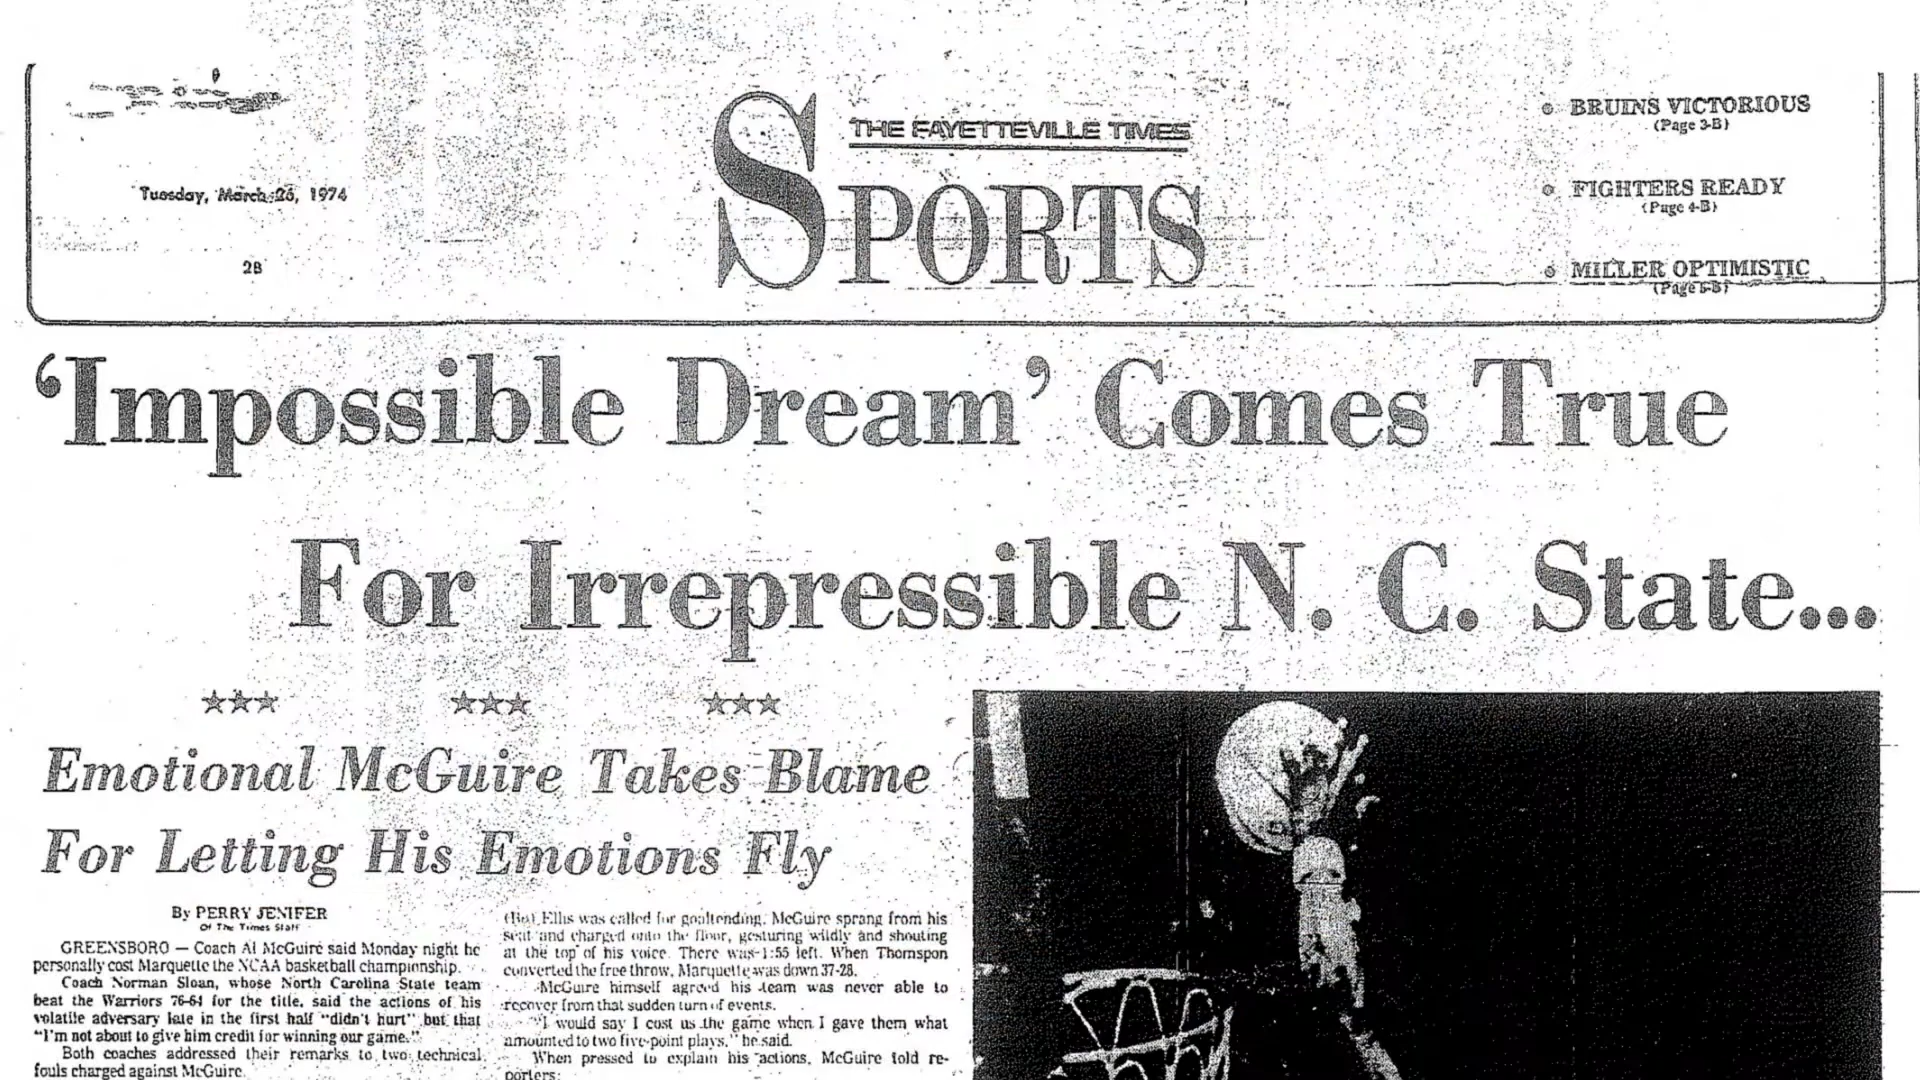 Tuesday, March 26, 1974
2B
THE FAYETTEVILLE TIMES
SPORTS
BRUINS VICTORIOUS
(Page 3-B)
FIGHTERS READY
(Page 4-B)
MILLER OPTIMISTIC
(Page 5-B)
‘Impossible Dream’ Comes True
For Irrepressible N. C. State...
Emotional McGuire Takes Blame
For Letting His Emotions Fly
By PERRY JENIFER
Of The Times Staff
GREENSBORO — Coach Al McGuire said Monday night he
personally cost Marquette the NCAA basketball championship.
Coach Norman Sloan, whose North Carolina State team
beat the Warriors 76-64 for the title, said the actions of his
volatile adversary late in the first half “didn't hurt” but that
“I'm not about to give him credit for winning our game.”
Both coaches addressed their remarks to two technical
fouls charged against McGuire
(Bo) Ellis was called for goaltending. McGuire sprang from his
seat and charged onto the floor, gesturing wildly and shouting
at the top of his voice. There was 1:55 left. When Thomspon
converted the free throw, Marquette was down 37-28.
McGuire himself agreed his team was never able to
recover from that sudden turn of events.
“I would say I cost us the game when I gave them what
amounted to two five-point plays,” he said.
When pressed to explain his actions, McGuire told re-
porters: